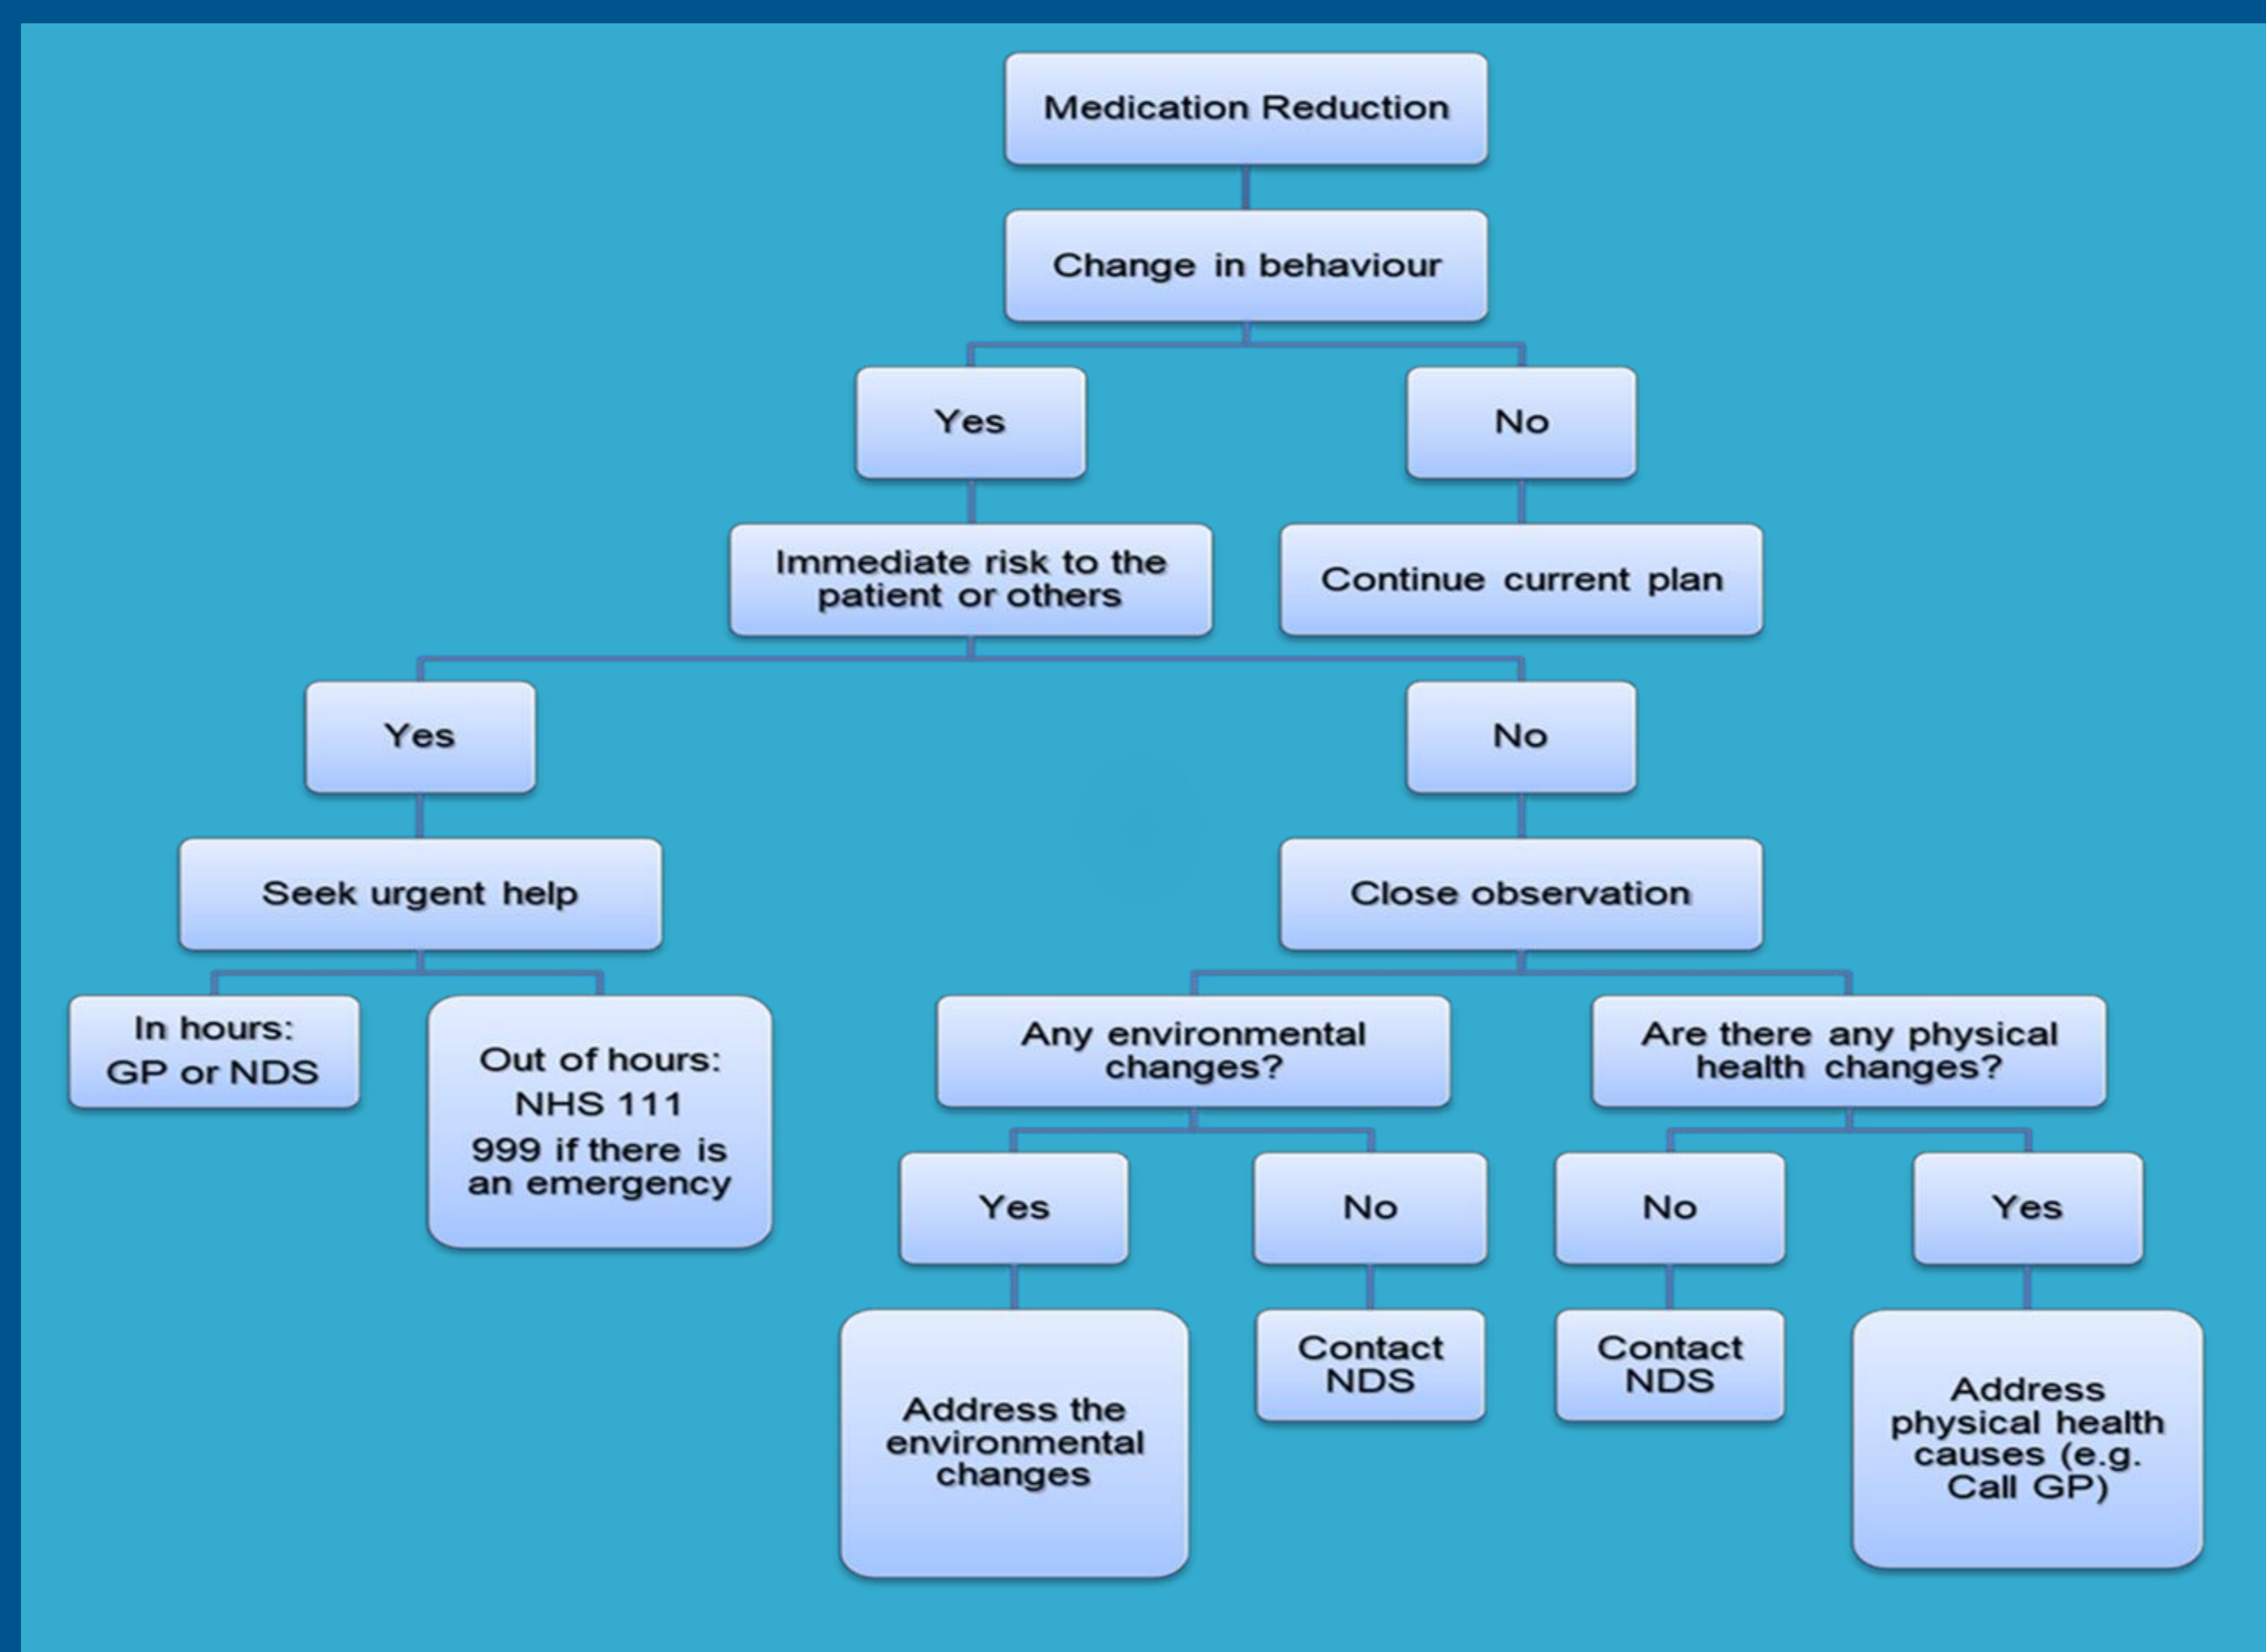 Medication Reduction
Change in behaviour
Yes
No
Immediate risk to the
patient or others
Continue current plan
Yes
No
Seek urgent help
Close observation
In hours:
GP or NDS
Out of hours:
NHS 111
999 if there is
an emergency
Any environmental
changes?
Are there any physical
health changes?
Yes
No
No
Yes
Address the
environmental
changes
Contact
NDS
Contact
NDS
Address
physical health
causes (e.g.
Call GP)